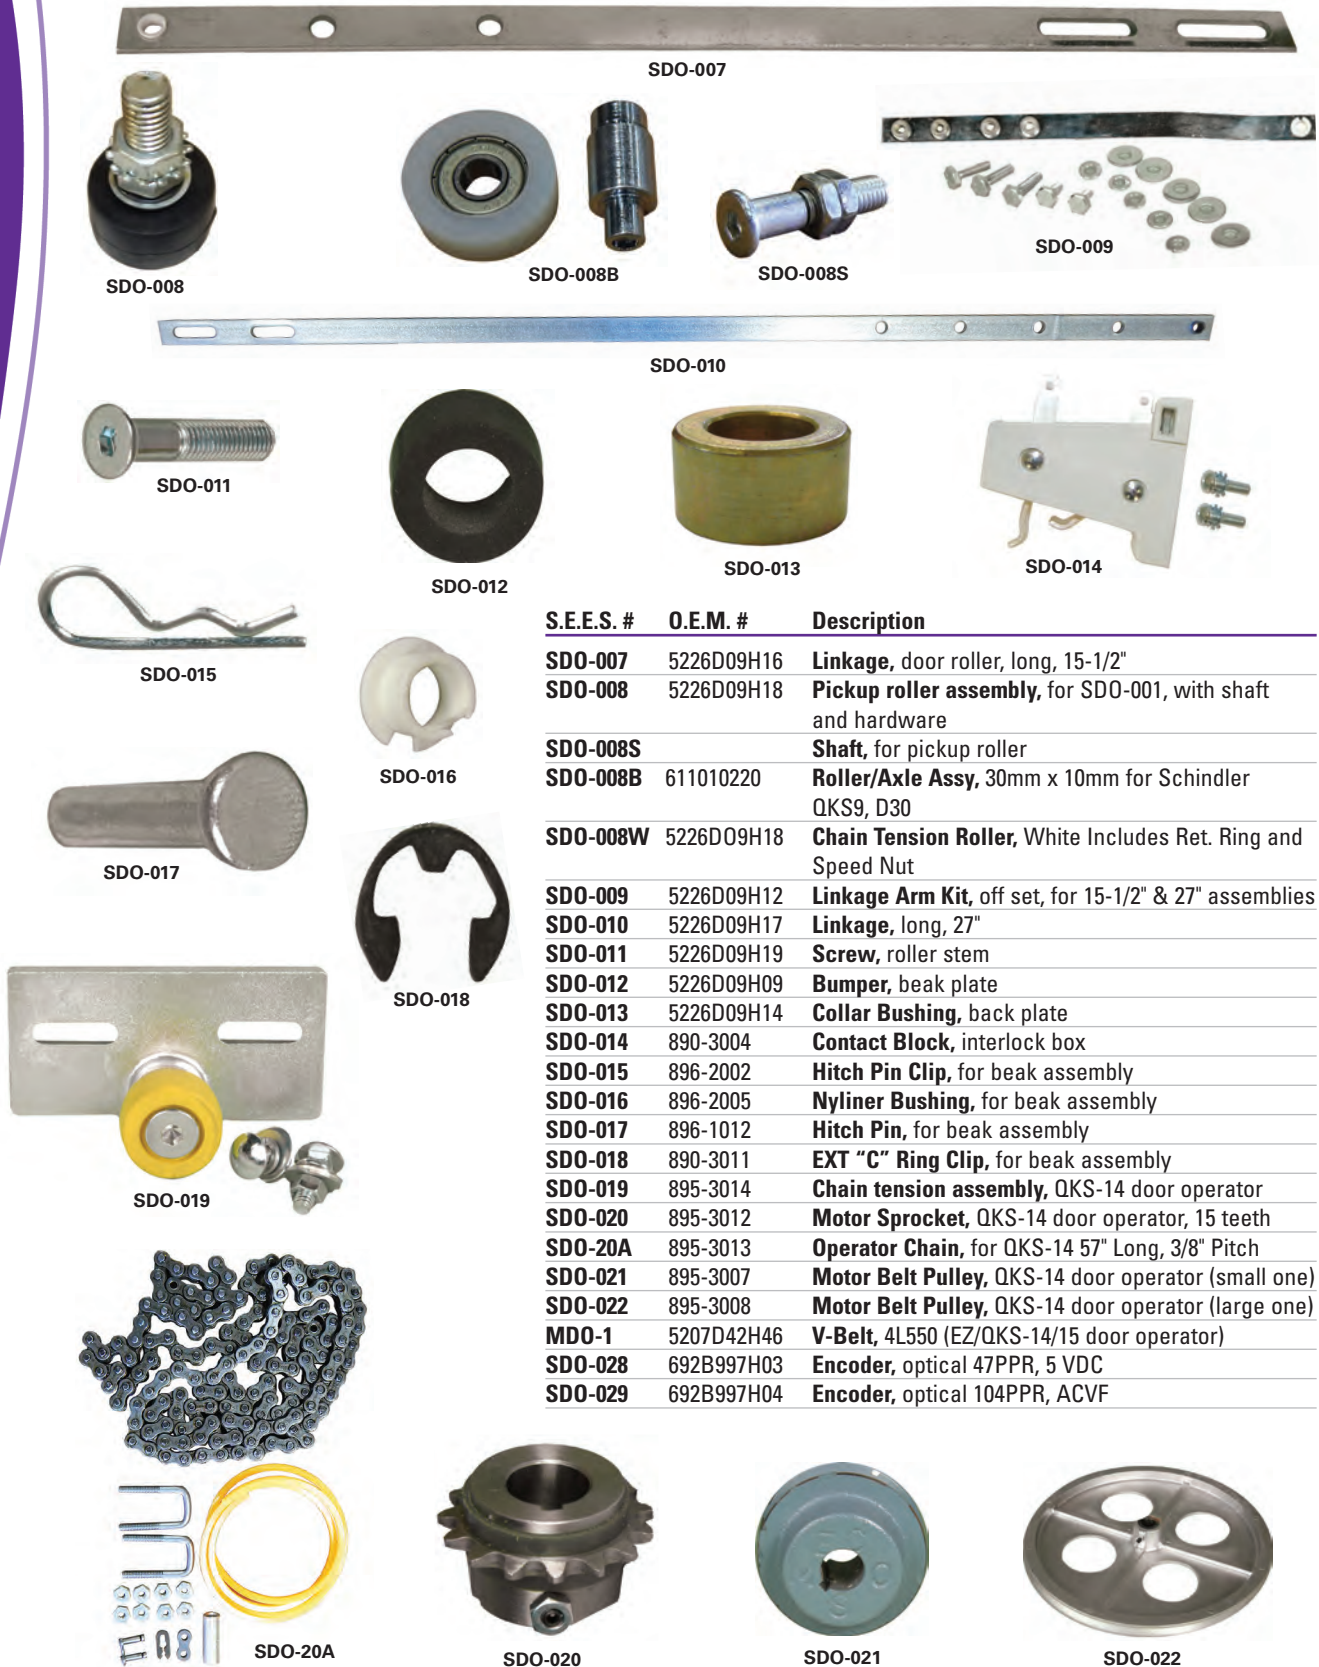 SDO-007
SDO-008
SDO-008B
SDO-008S
SDO-009
SDO-010
SDO-011
SDO-012
SDO-013
SDO-014
SDO-015
SDO-016
SDO-017
SDO-018
SDO-019
S.E.E.S. # O.E.M. # Description
SDO-007 5226D09H16 Linkage, door roller, long, 15-1/2"
SDO-008 5226D09H18 Pickup roller assembly, for SDO-001, with shaft
and hardware
SDO-008S Shaft, for pickup roller
SDO-008B 611010220 Roller/Axle Assy, 30mm x 10mm for Schindler
QKS9, D30
SDO-008W 5226DO9H18 Chain Tension Roller, White Includes Ret. Ring and
Speed Nut
SDO-009 5226D09H12 Linkage Arm Kit, off set, for 15-1/2" & 27" assemblies
SDO-010 5226D09H17 Linkage, long, 27"
SDO-011 5226D09H19 Screw, roller stem
SDO-012 5226D09H09 Bumper, beak plate
SDO-013 5226D09H14 Collar Bushing, back plate
SDO-014 890-3004 Contact Block, interlock box
SDO-015 896-2002 Hitch Pin Clip, for beak assembly
SDO-016 896-2005 Nyliner Bushing, for beak assembly
SDO-017 896-1012 Hitch Pin, for beak assembly
SDO-018 890-3011 EXT “C” Ring Clip, for beak assembly
SDO-019 895-3014 Chain tension assembly, QKS-14 door operator
SDO-020 895-3012 Motor Sprocket, QKS-14 door operator, 15 teeth
SDO-20A 895-3013 Operator Chain, for QKS-14 57" Long, 3/8" Pitch
SDO-021 895-3007 Motor Belt Pulley, QKS-14 door operator (small one)
SDO-022 895-3008 Motor Belt Pulley, QKS-14 door operator (large one)
MDO-1 5207D42H46 V-Belt, 4L550 (EZ/QKS-14/15 door operator)
SDO-028 692B997H03 Encoder, optical 47PPR, 5 VDC
SDO-029 692B997H04 Encoder, optical 104PPR, ACVF
SDO-20A
SDO-020
SDO-021
SDO-022